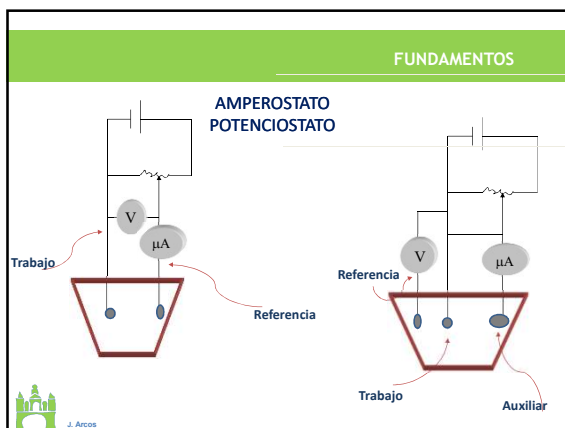 FUNDAMENTOS
AMPEROSTATO
POTENCIOSTATO
V
µA
Trabajo
Referencia
V
µA
Referencia
Trabajo
Auxiliar
J. Arcos